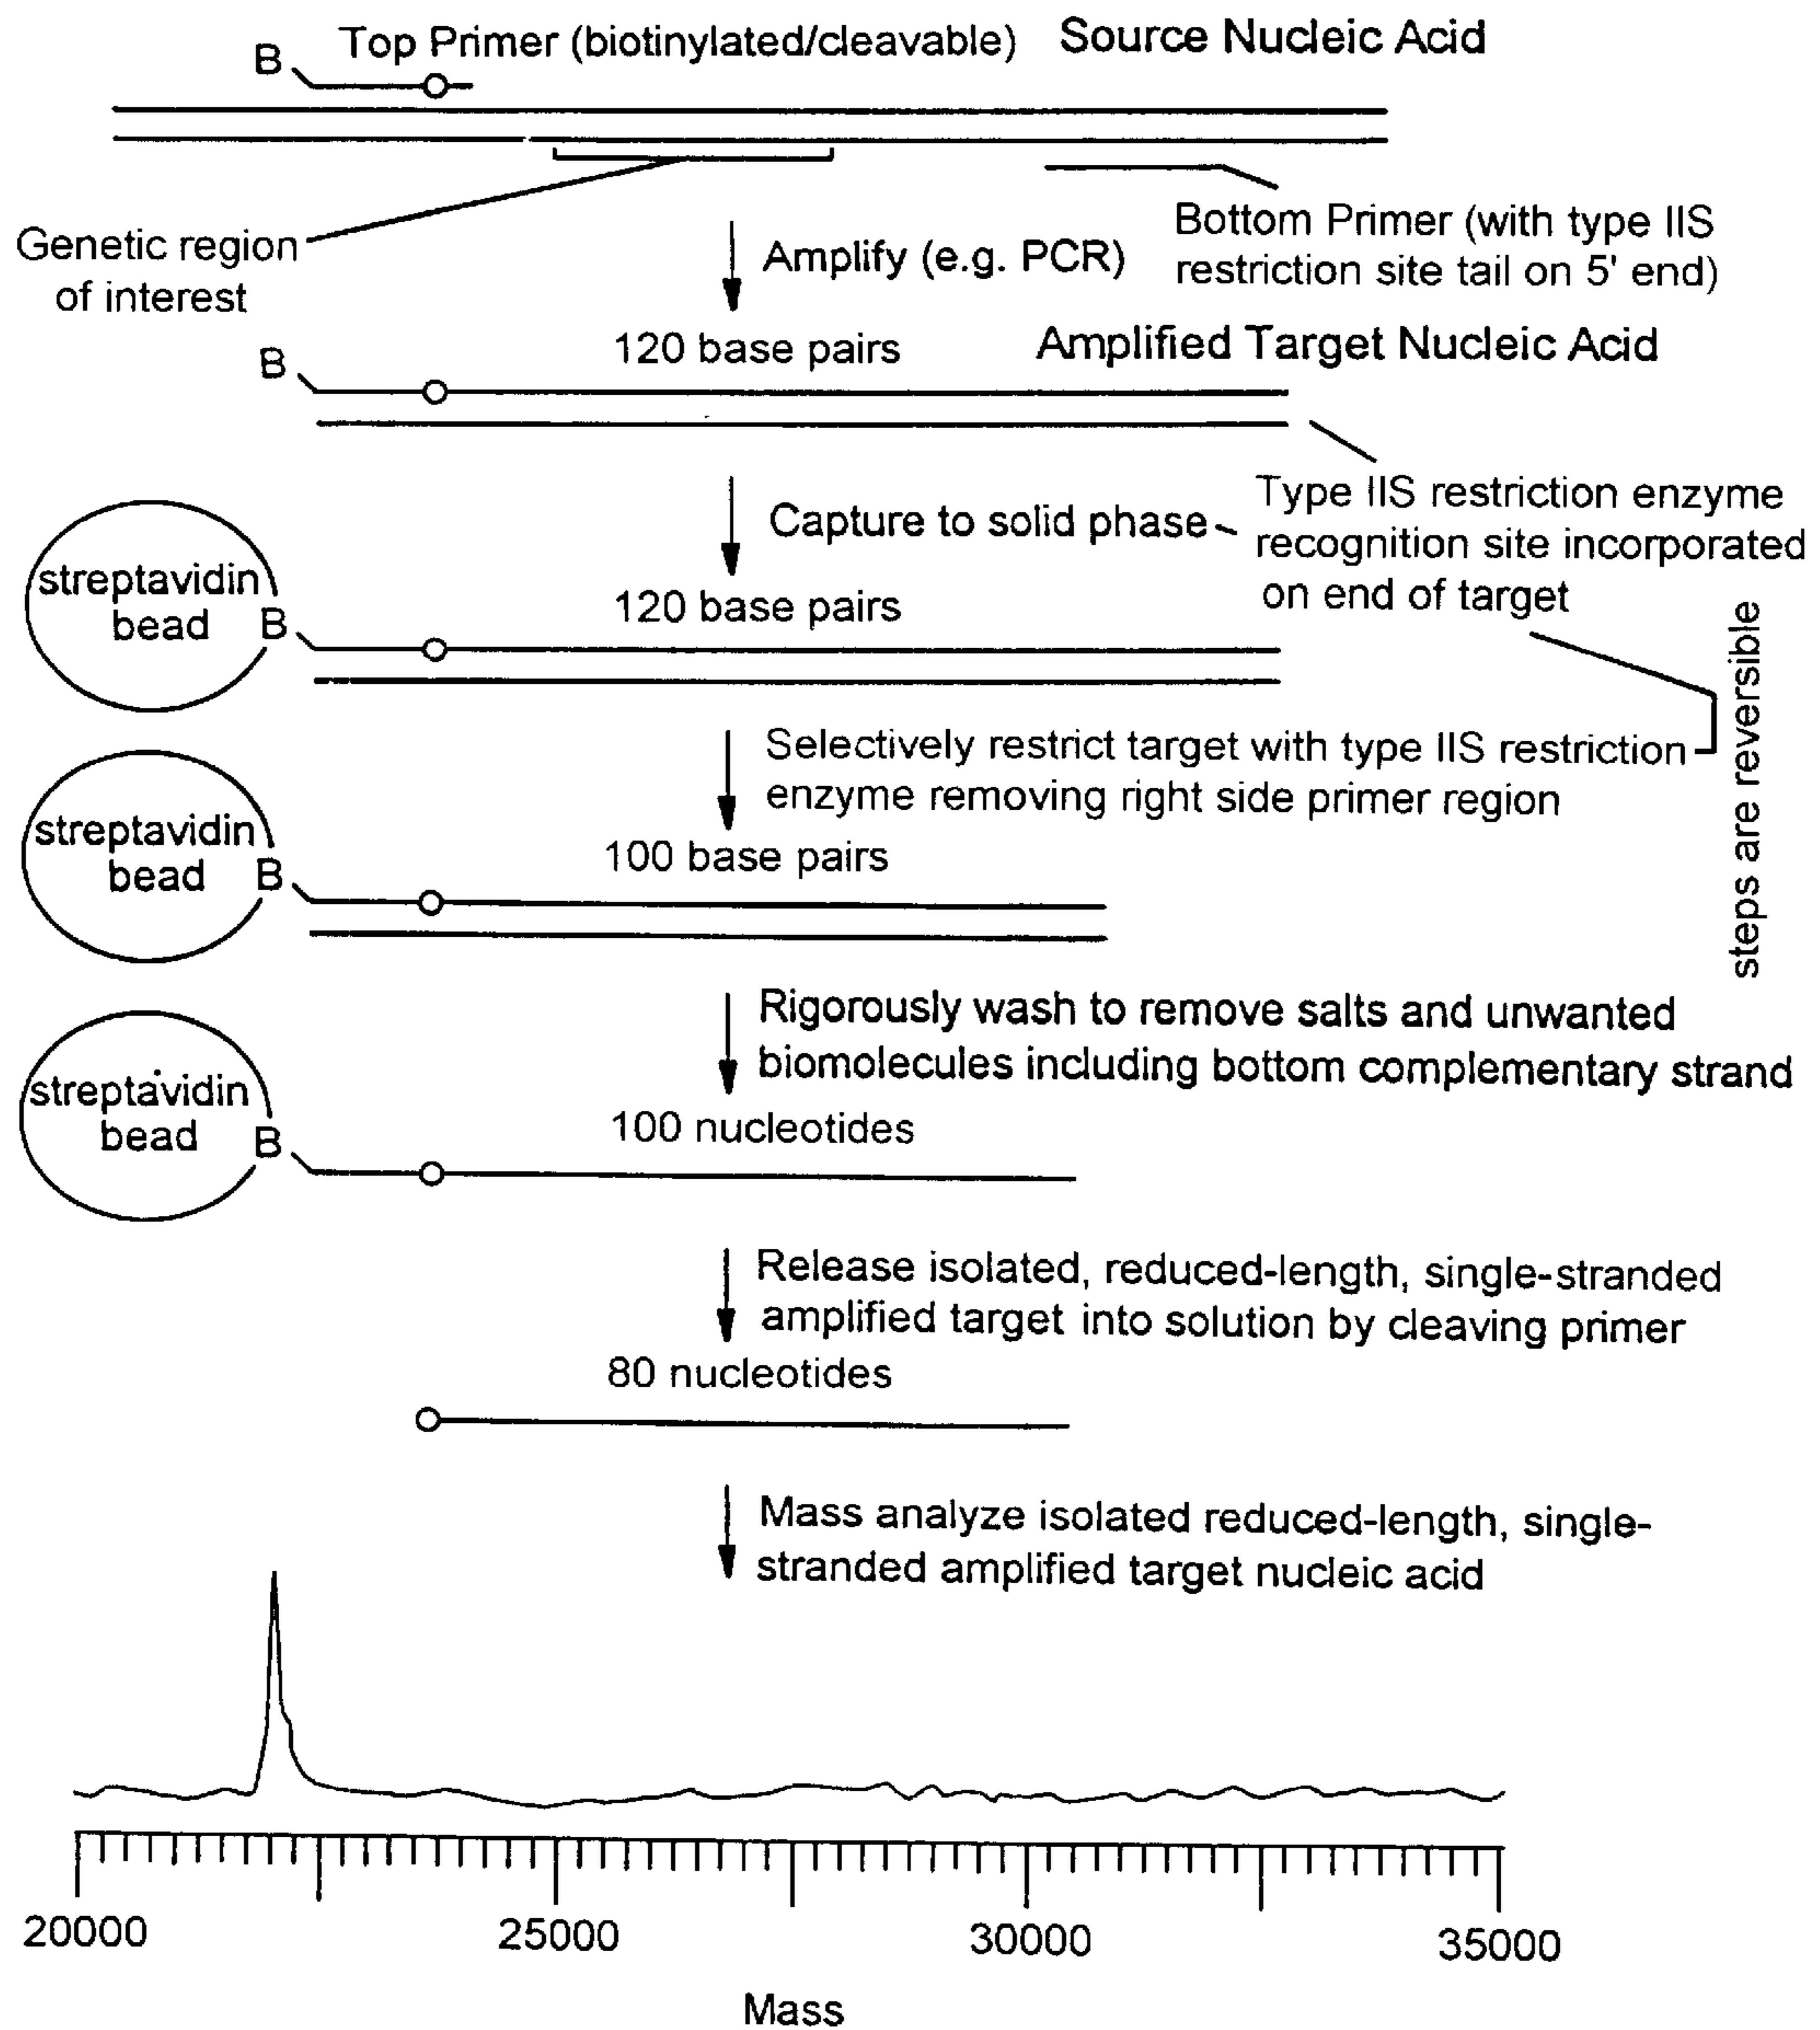 Top Primer (biotinylated/cleavable)
Source Nucleic Acid
B
Genetic region
of interest
Amplify (e.g. PCR)
Bottom Primer (with type IIS
restriction site tail on 5' end)
120 base pairs
Amplified Target Nucleic Acid
B
Capture to solid phase
Type IIS restriction enzyme
recognition site incorporated
on end of target
streptavidin
bead
B
120 base pairs
steps are reversible
Selectively restrict target with type IIS restriction
enzyme removing right side primer region
streptavidin
bead
B
100 base pairs
Rigorously wash to remove salts and unwanted
biomolecules including bottom complementary strand
streptavidin
bead
B
100 nucleotides
Release isolated, reduced-length, single-stranded
amplified target into solution by cleaving primer
80 nucleotides
Mass analyze isolated reduced-length, single-
stranded amplified target nucleic acid
20000
25000
30000
35000
Mass